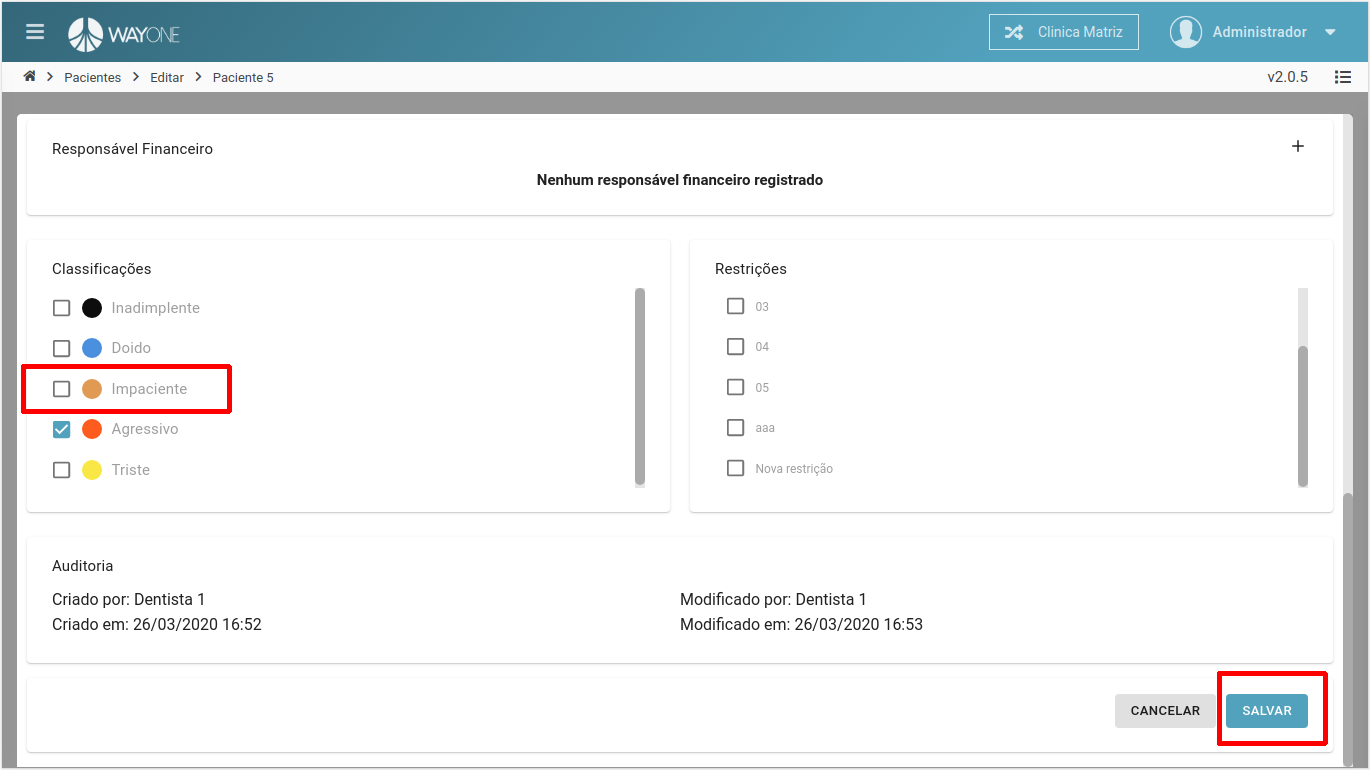 WAYONE
Clinica Matriz
Administrador
Pacientes
Editar
Paciente 5
v2.0.5
Responsável Financeiro
Nenhum responsável financeiro registrado
Classificações
Inadimplente
Doido
Impaciente
Agressivo
Triste
Restrições
03
04
05
aaa
Nova restrição
Auditoria
Criado por: Dentista 1
Criado em: 26/03/2020 16:52
Modificado por: Dentista 1
Modificado em: 26/03/2020 16:53
CANCELAR
SALVAR